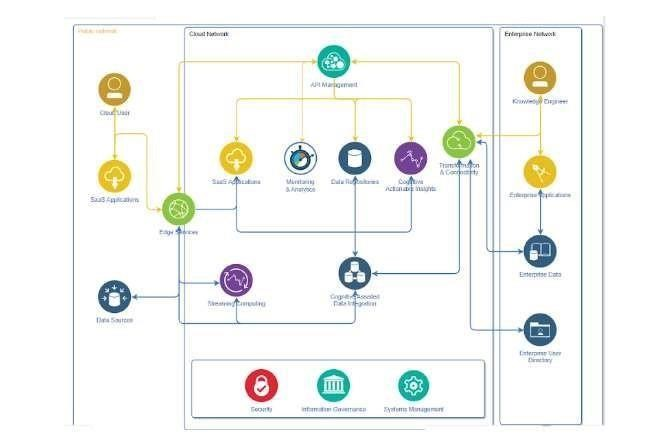 Public network
Cloud Network
Enterprise Network
API Management
Cloud User
Knowledge Engineer
SaaS Applications
SaaS Applications
Monitoring
& Analytics
Data Repositories
Cognitive
Actionable Insights
Transformation
& Connectivity
Enterprise Applications
Edge Services
Enterprise Data
Streaming Computing
Cognitive Assisted
Data Integration
Data Sources
Enterprise User
Directory
Security
Information Governance
Systems Management